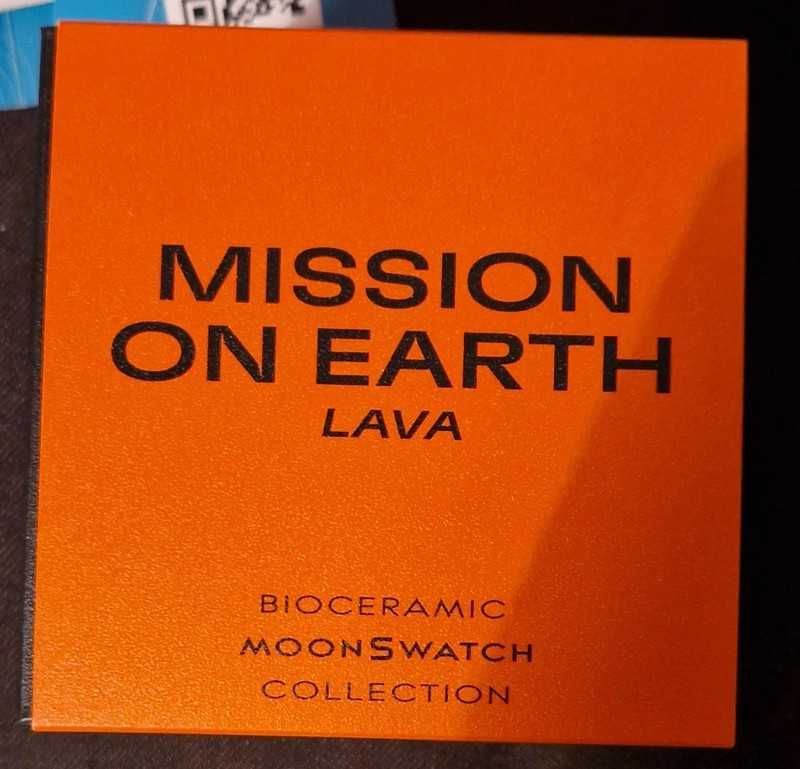 MISSION
ON EARTH
LAVA
BIOCERAMIC
MOONSWATCH
COLLECTION